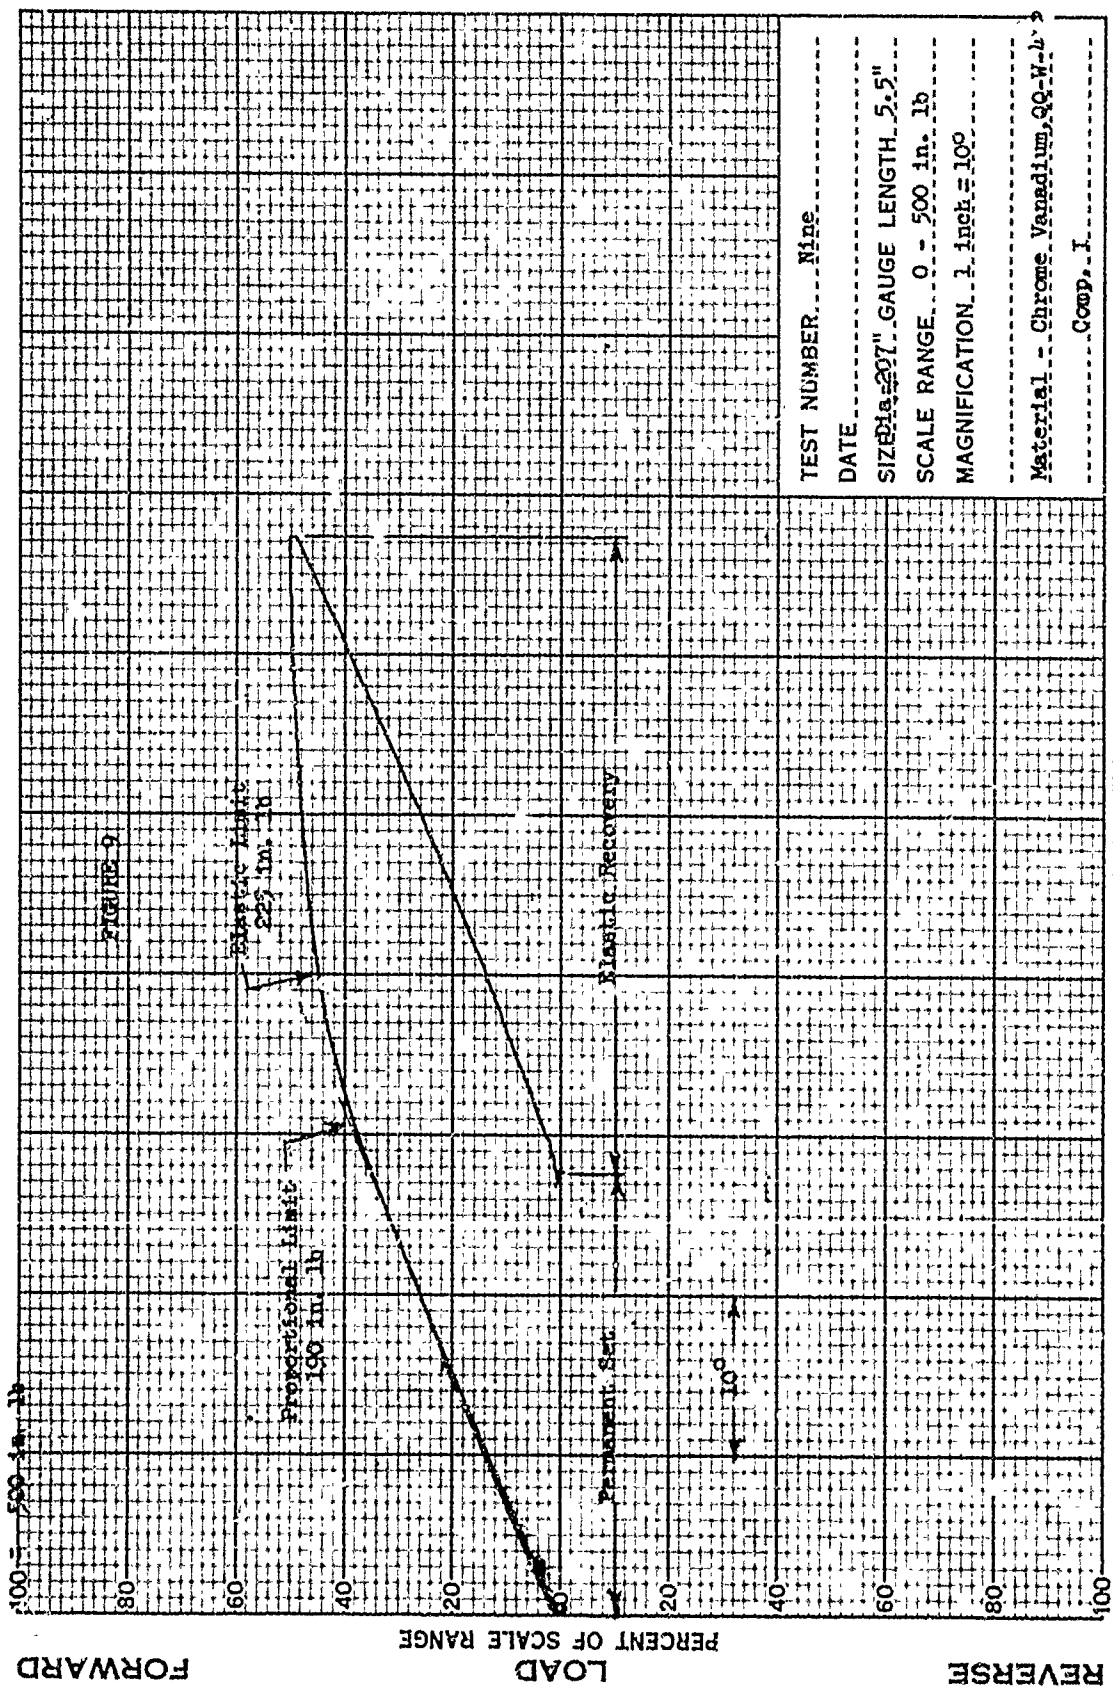 FIGURE 9
100 - 500 in. lb
80
60
40
20
0
20
40
60
80
100
FORWARD
LOAD
REVERSE
PERCENT OF SCALE RANGE
Proportional Limit
190 in. lb
Elastic Limit
225 in. lb
Permanent Set
Elastic Recovery
10°
TEST NUMBER Nine
DATE
SIZE Dia=.207" GAUGE LENGTH 5.5"
SCALE RANGE 0 - 500 in. lb
MAGNIFICATION 1 inch = 10°
Material - Chrome Vanadium,
Comp. I